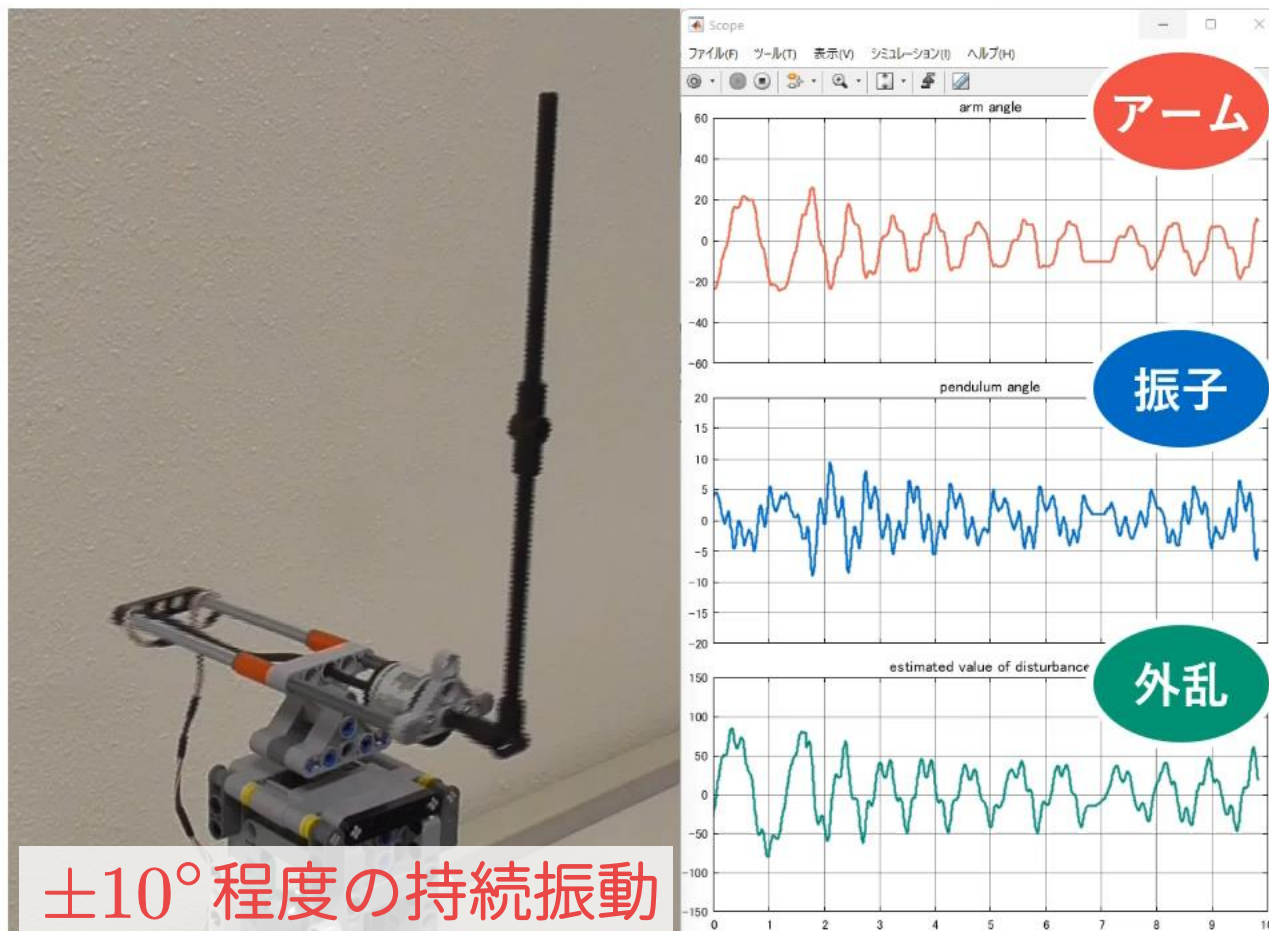 Scope
ファイル(F) ツール(T) 表示(V) シミュレーション(I) ヘルプ(H)
arm angle
アーム
60
40
20
0
-20
-40
-60
pendulum angle
振子
20
15
10
5
0
-5
-10
-15
-20
estimated value of disturbance
外乱
150
100
50
0
-50
-100
-150
0 1 2 3 4 5 6 7 8 9 10
±10°程度の持続振動